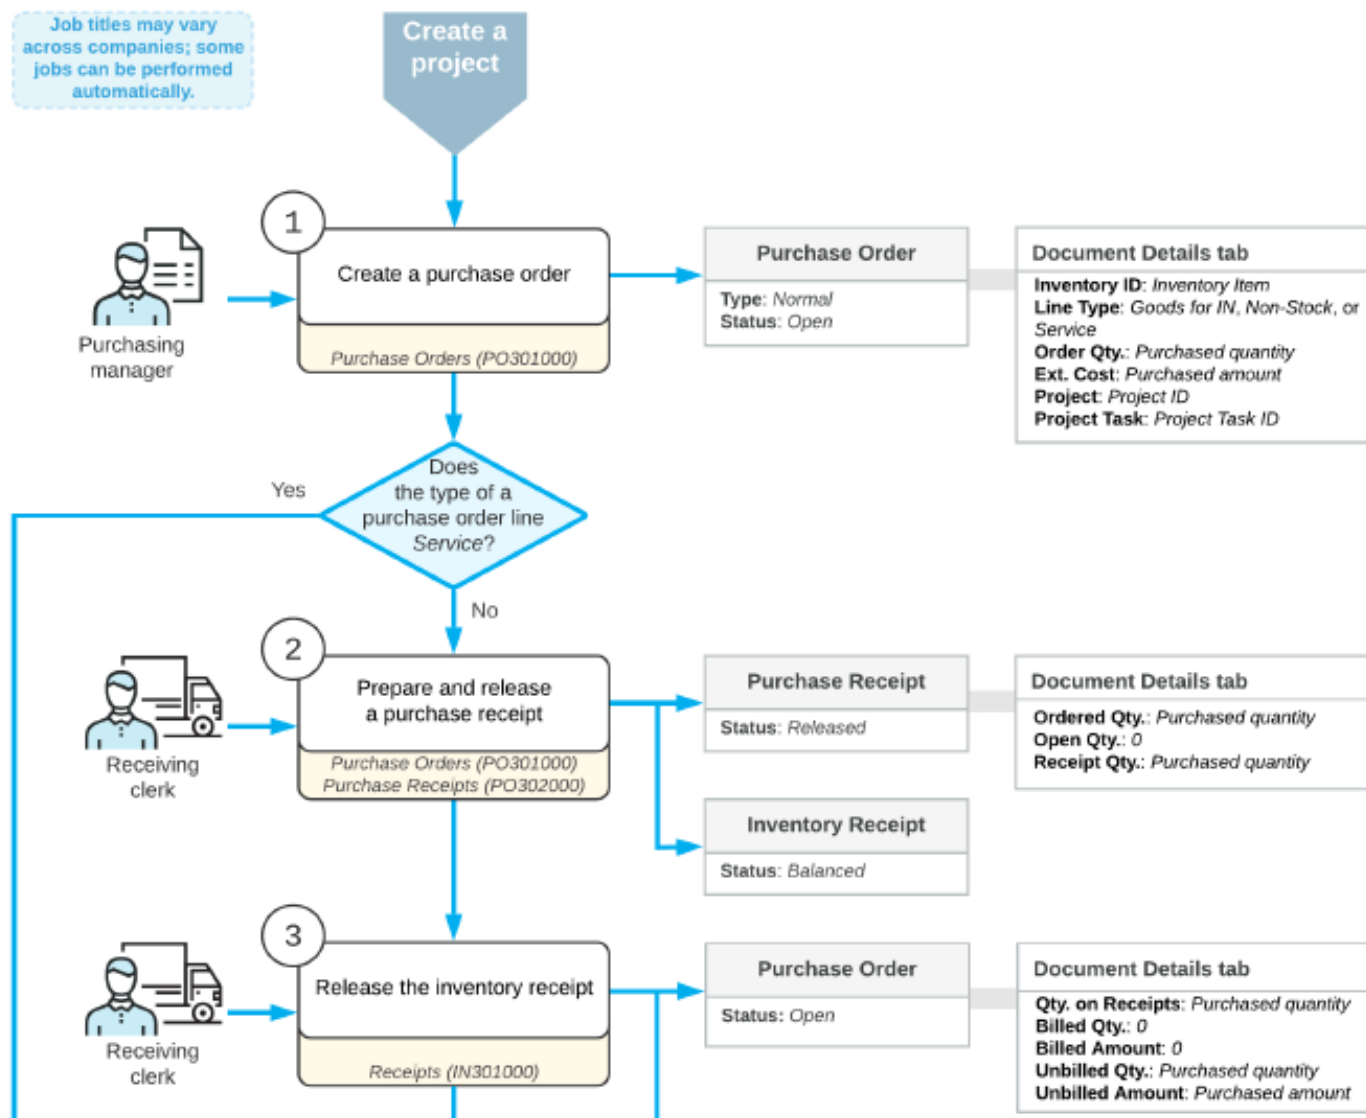 Job titles may vary
across companies; some
jobs can be performed
automatically.
Create a
project
1
Create a purchase order
Purchase Orders (PO301000)
Purchasing
manager
Purchase Order
Type: Normal
Status: Open
Document Details tab
Inventory ID: Inventory Item
Line Type: Goods for IN, Non-Stock, or
Service
Order Qty.: Purchased quantity
Ext. Cost: Purchased amount
Project: Project ID
Project Task: Project Task ID
Does
the type of a
purchase order line
Service?
Yes
No
2
Prepare and release
a purchase receipt
Purchase Orders (PO301000)
Purchase Receipts (PO302000)
Receiving
clerk
Purchase Receipt
Status: Released
Document Details tab
Ordered Qty.: Purchased quantity
Open Qty.: 0
Receipt Qty.: Purchased quantity
Inventory Receipt
Status: Balanced
3
Release the inventory receipt
Receipts (IN301000)
Receiving
clerk
Purchase Order
Status: Open
Document Details tab
Qty. on Receipts: Purchased quantity
Billed Qty.: 0
Billed Amount: 0
Unbilled Qty.: Purchased quantity
Unbilled Amount: Purchased amount